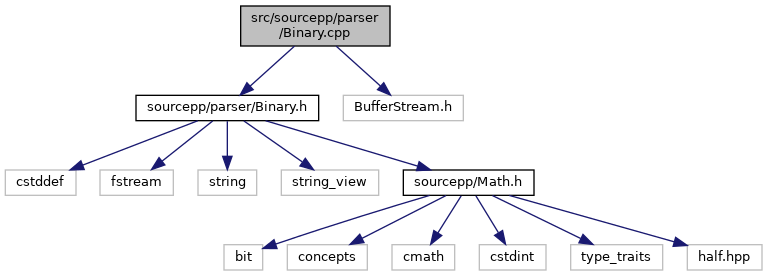 src/sourcepp/parser
/Binary.cpp
sourcepp/parser/Binary.h
BufferStream.h
cstddef
fstream
string
string_view
sourcepp/Math.h
bit
concepts
cmath
cstdint
type_traits
half.hpp